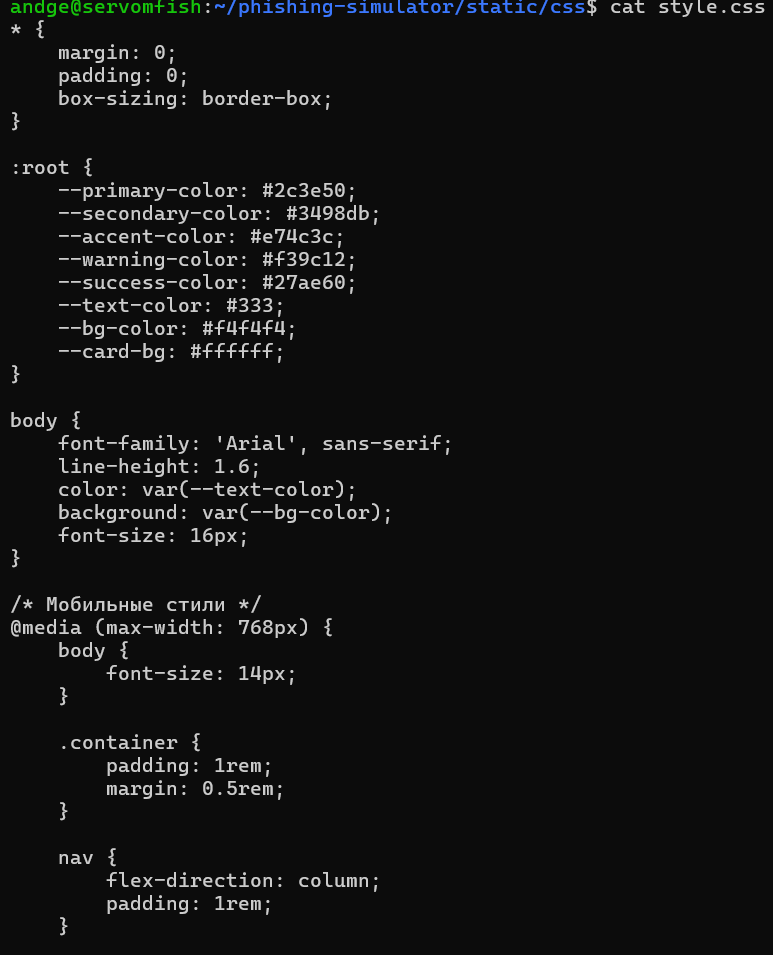 andge@servomfish:~/phishing-simulator/static/css$ cat style.css
* {
    margin: 0;
    padding: 0;
    box-sizing: border-box;
}

:root {
    --primary-color: #2c3e50;
    --secondary-color: #3498db;
    --accent-color: #e74c3c;
    --warning-color: #f39c12;
    --success-color: #27ae60;
    --text-color: #333;
    --bg-color: #f4f4f4;
    --card-bg: #ffffff;
}

body {
    font-family: 'Arial', sans-serif;
    line-height: 1.6;
    color: var(--text-color);
    background: var(--bg-color);
    font-size: 16px;
}

/* Мобильные стили */
@media (max-width: 768px) {
    body {
        font-size: 14px;
    }

    .container {
        padding: 1rem;
        margin: 0.5rem;
    }

    nav {
        flex-direction: column;
        padding: 1rem;
    }